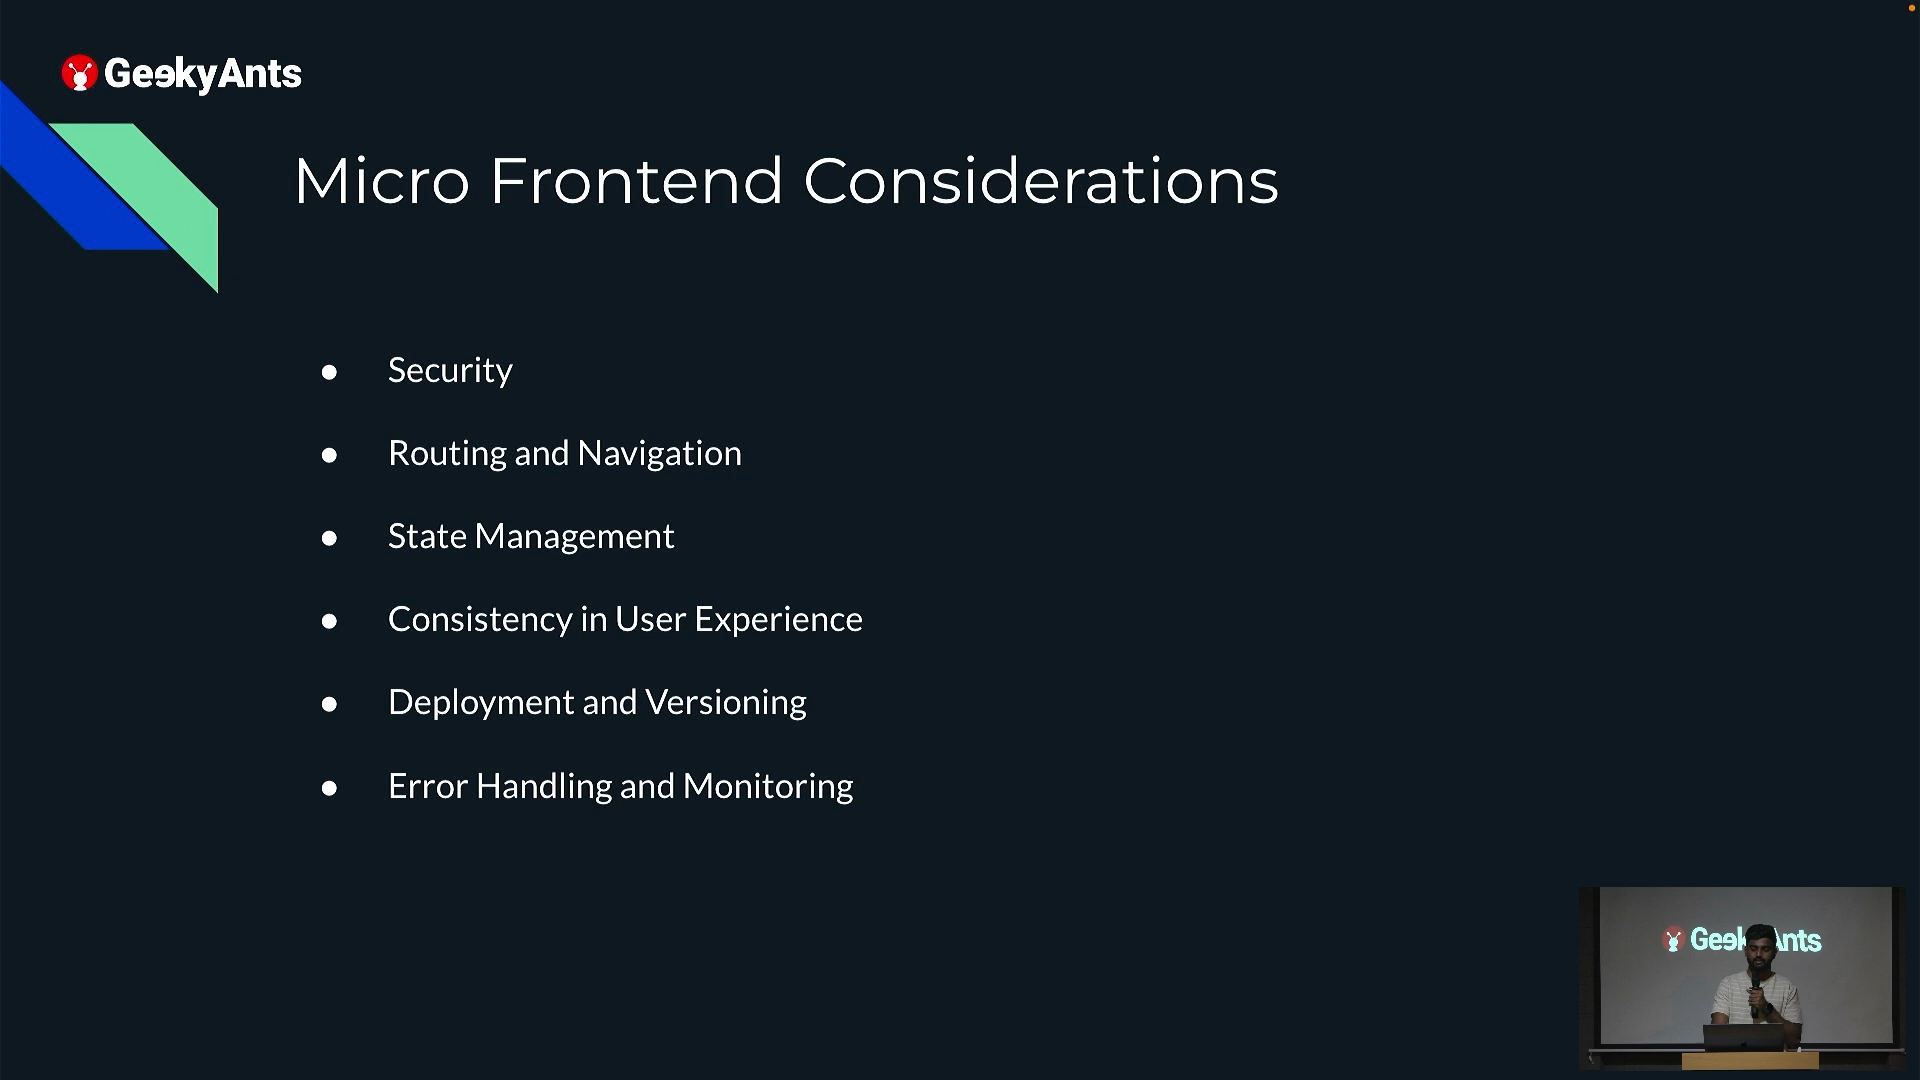 GeekyAnts
Micro Frontend Considerations
● Security
● Routing and Navigation
● State Management
● Consistency in User Experience
● Deployment and Versioning
● Error Handling and Monitoring
GeekyAnts